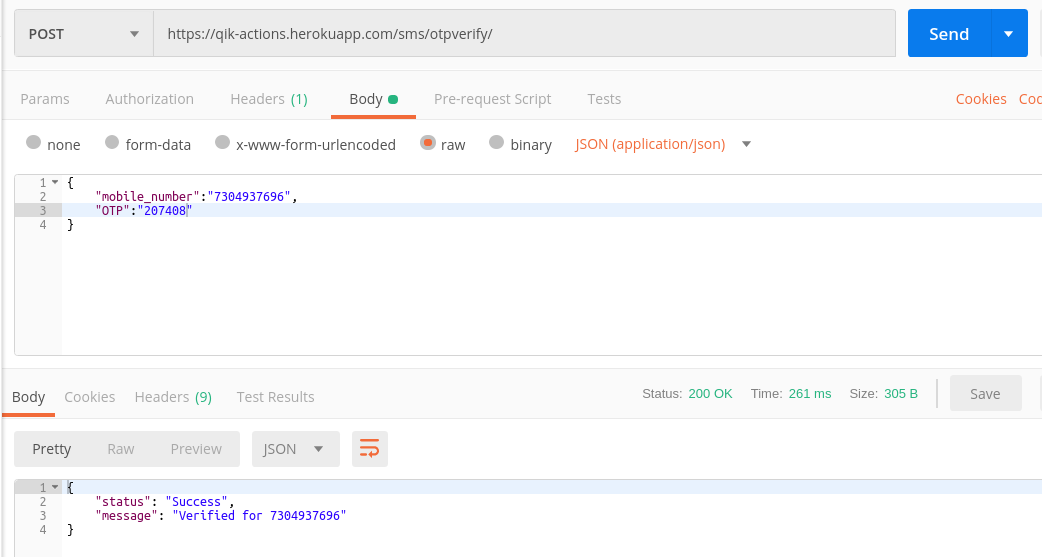 POST https://qik-actions.herokuapp.com/sms/otpverify/ Send
Params Authorization Headers (1) Body Pre-request Script Tests Cookies Cod
none form-data x-www-form-urlencoded raw binary JSON (application/json)
1 {
2 "mobile_number":"7304937696",
3 "OTP":"207408"
4 }
Body Cookies Headers (9) Test Results Status: 200 OK Time: 261 ms Size: 305 B Save
Pretty Raw Preview JSON
1 {
2 "status": "Success",
3 "message": "Verified for 7304937696"
4 }